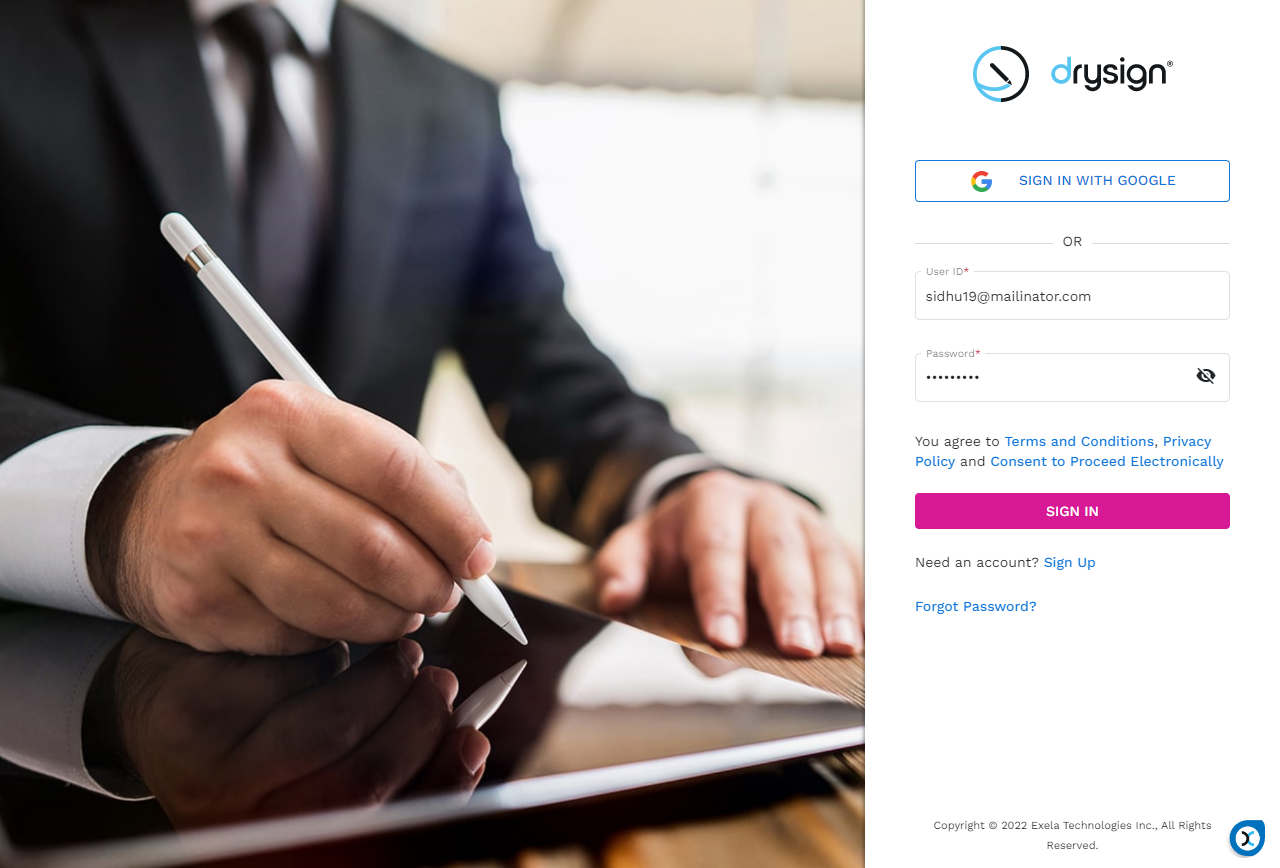 drysign®
SIGN IN WITH GOOGLE
OR
User ID*
sidhu19@mailinator.com
Password*
•••••••••
You agree to Terms and Conditions, Privacy
Policy and Consent to Proceed Electronically
SIGN IN
Need an account? Sign Up
Forgot Password?
Copyright © 2022 Exela Technologies Inc., All Rights
Reserved.